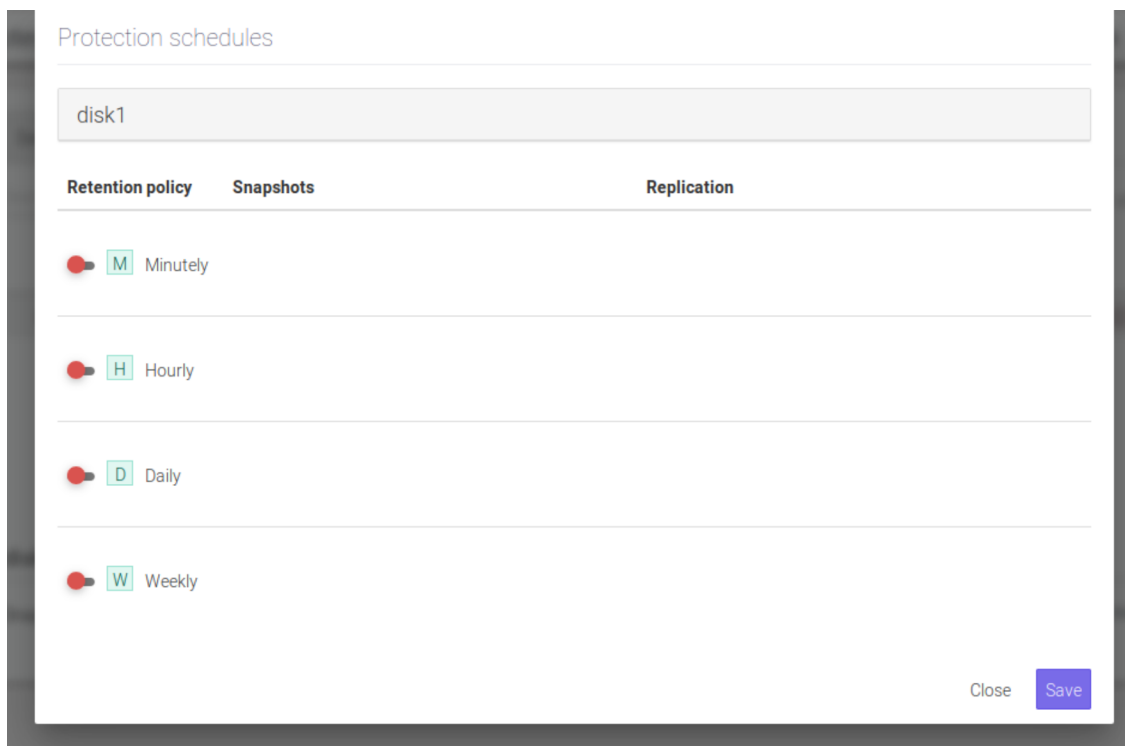 Protection schedules
disk1
Retention policy Snapshots Replication
M Minutely
H Hourly
D Daily
W Weekly
Close Save